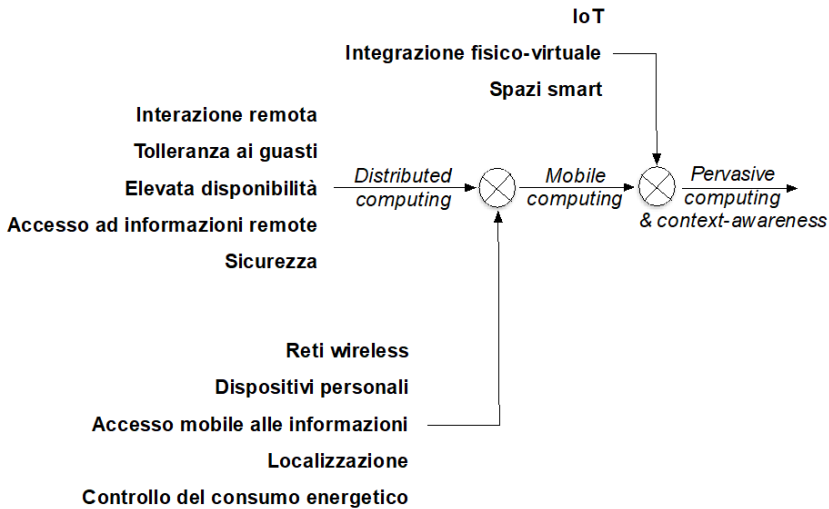 IoT
Integrazione fisico-virtuale
Spazi smart
Interazione remota
Tolleranza ai guasti
Elevata disponibilità
Accesso ad informazioni remote
Sicurezza
Distributed
computing
Mobile
computing
Pervasive
computing
& context-awareness
Reti wireless
Dispositivi personali
Accesso mobile alle informazioni
Localizzazione
Controllo del consumo energetico